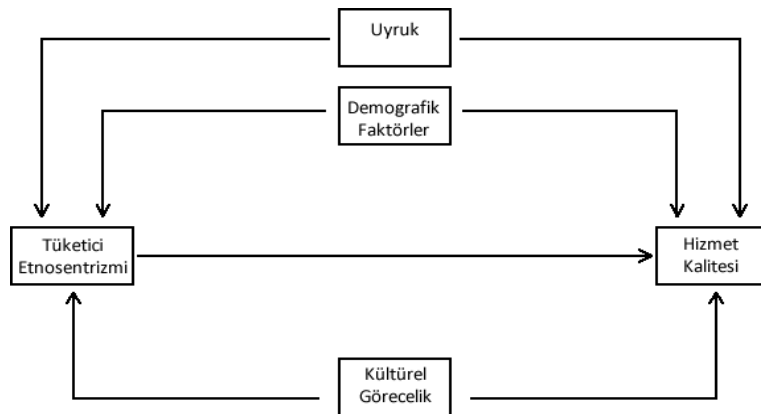 Uyruk
Demografik
Faktörler
Tüketici
Etnosentrizmi
Hizmet
Kalitesi
Kültürel
Görecelik